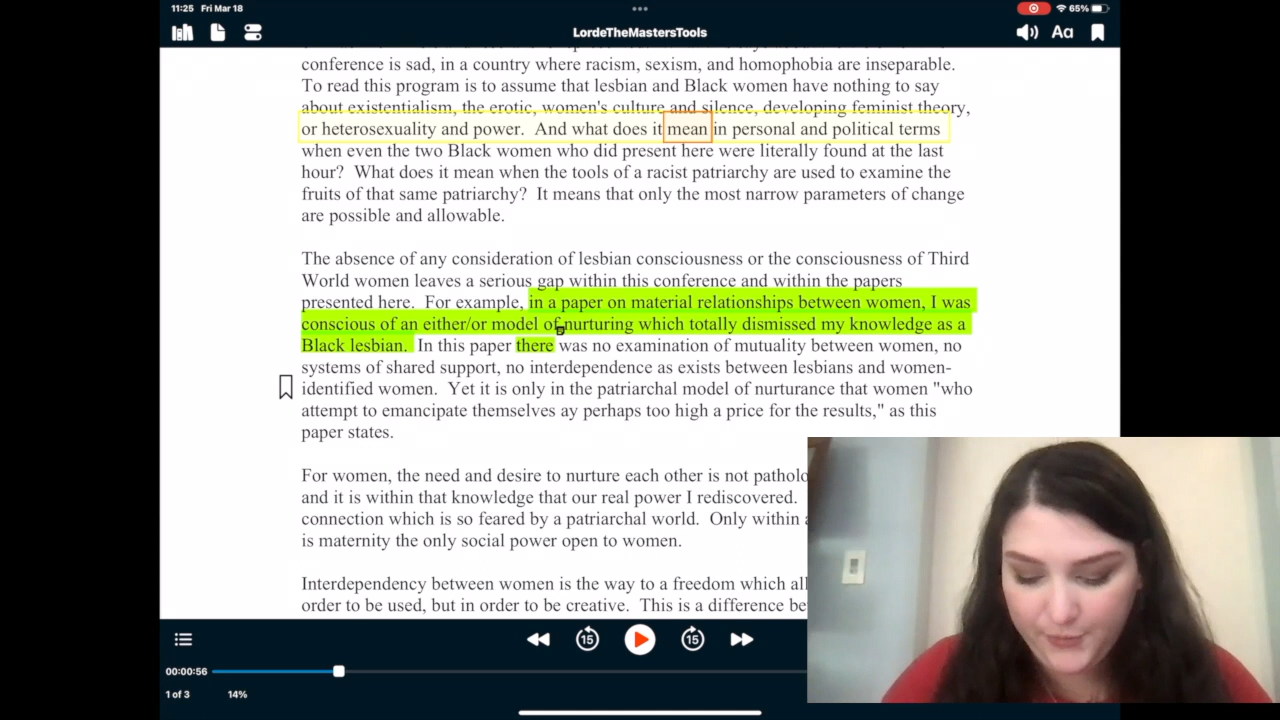 11:25 Fri Mar 18
65%
LordeTheMastersTools
Aa
conference is sad, in a country where racism, sexism, and homophobia are inseparable.
To read this program is to assume that lesbian and Black women have nothing to say
about existentialism, the erotic, women's culture and silence, developing feminist theory,
or heterosexuality and power. And what does it mean in personal and political terms
when even the two Black women who did present here were literally found at the last
hour? What does it mean when the tools of a racist patriarchy are used to examine the
fruits of that same patriarchy? It means that only the most narrow parameters of change
are possible and allowable.
The absence of any consideration of lesbian consciousness or the consciousness of Third
World women leaves a serious gap within this conference and within the papers
presented here. For example, in a paper on material relationships between women, I was
conscious of an either/or model of nurturing which totally dismissed my knowledge as a
Black lesbian. In this paper there was no examination of mutuality between women, no
systems of shared support, no interdependence as exists between lesbians and women-
identified women. Yet it is only in the patriarchal model of nurturance that women "who
attempt to emancipate themselves ay perhaps too high a price for the results," as this
paper states.
For women, the need and desire to nurture each other is not patholo
and it is within that knowledge that our real power I rediscovered.
connection which is so feared by a patriarchal world. Only within a
is maternity the only social power open to women.
Interdependency between women is the way to a freedom which all
order to be used, but in order to be creative. This is a difference be
15
15
00:00:56
1 of 3
14%